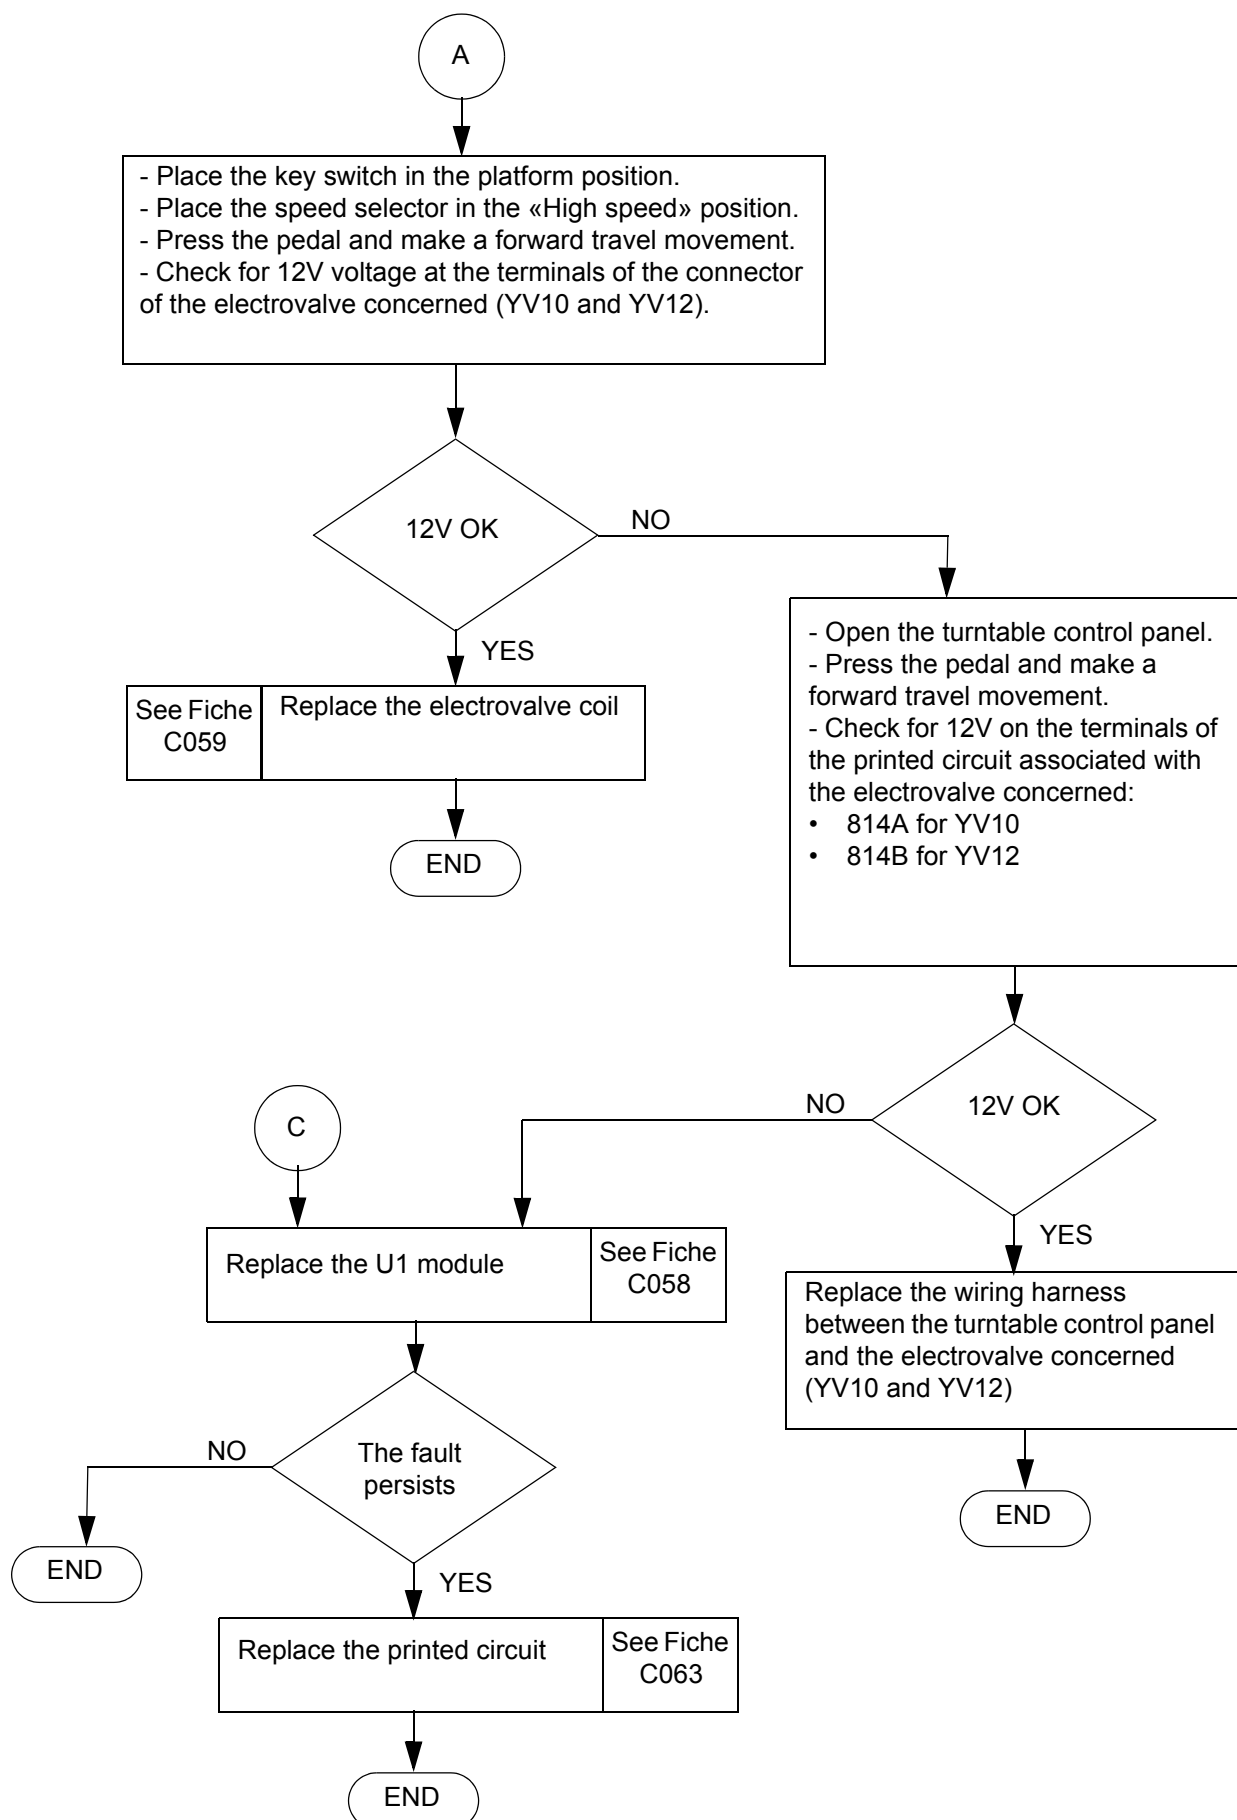 A
- Place the key switch in the platform position.
- Place the speed selector in the «High speed» position.
- Press the pedal and make a forward travel movement.
- Check for 12V voltage at the terminals of the connector
of the electrovalve concerned (YV10 and YV12).
12V OK
NO
YES
See Fiche
C059
Replace the electrovalve coil
END
- Open the turntable control panel.
- Press the pedal and make a
forward travel movement.
- Check for 12V on the terminals of
the printed circuit associated with
the electrovalve concerned:
• 814A for YV10
• 814B for YV12
12V OK
NO
YES
C
Replace the U1 module
See Fiche
C058
Replace the wiring harness
between the turntable control panel
and the electrovalve concerned
(YV10 and YV12)
END
The fault
persists
NO
END
YES
Replace the printed circuit
See Fiche
C063
END